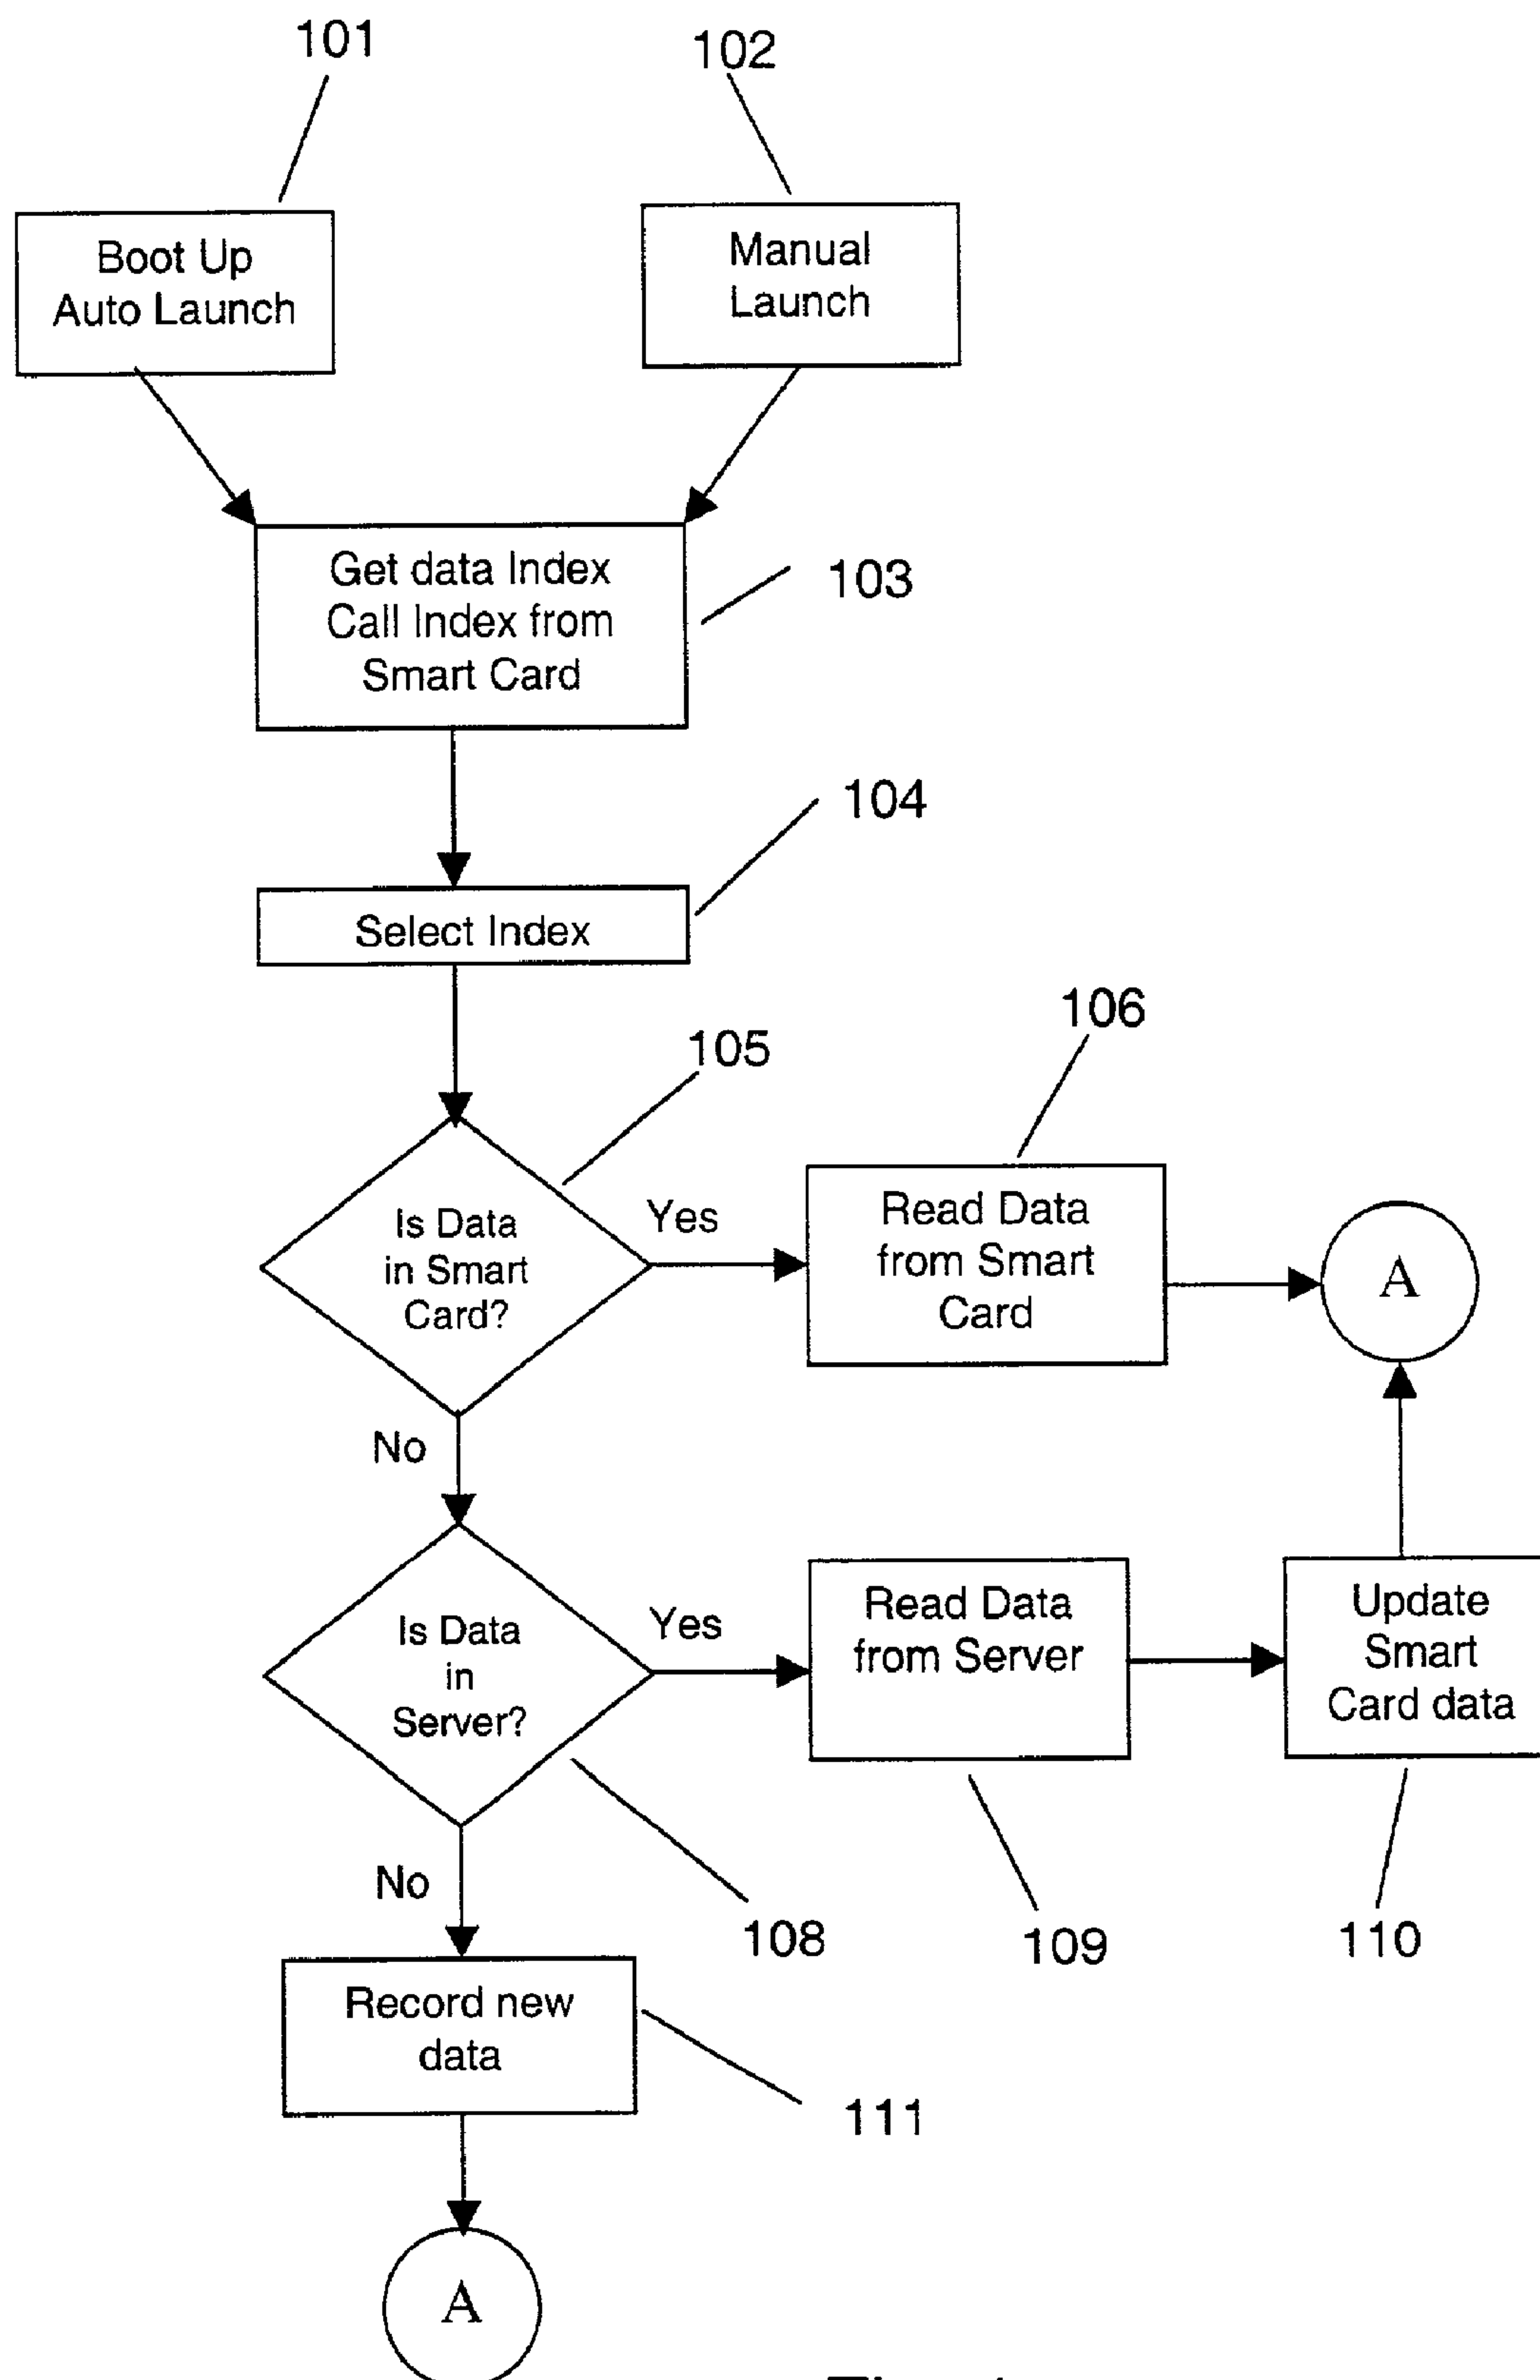 101
102
Boot Up
Auto Launch
Manual
Launch
Get data Index
Call Index from
Smart Card
103
104
Select Index
105
106
Is Data
in Smart
Card?
Yes
Read Data
from Smart
Card
A
No
Is Data
in
Server?
Yes
Read Data
from Server
Update
Smart
Card data
No
108
109
110
Record new
data
111
A